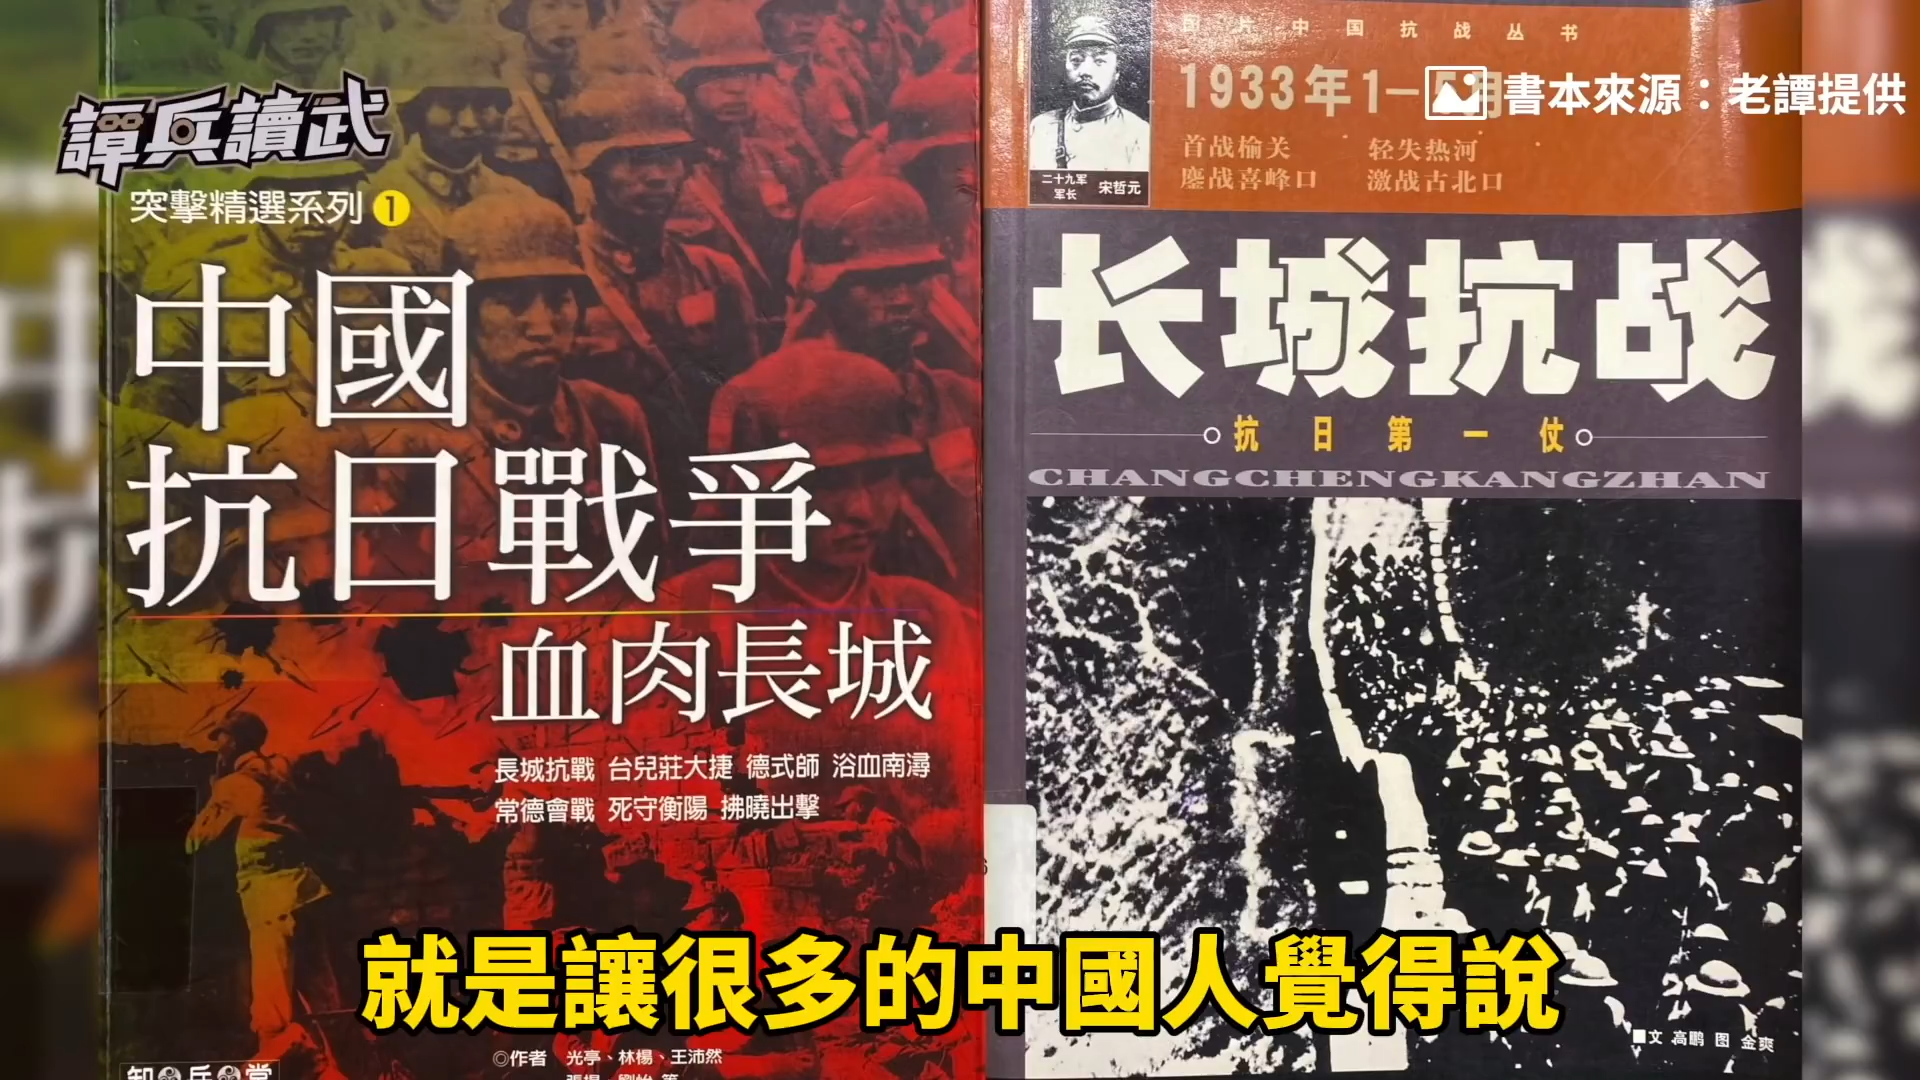 譚兵讀武
突擊精選系列1
中國
抗日戰爭
血肉長城
長城抗戰 台兒莊大捷 德式師 浴血南潯
常德會戰 死守衡陽 拂曉出擊
◎作者 光亭、林楊、王沛然
知兵堂
图片中国抗战丛书
1933年1—5月
書本來源：老譚提供
首战榆关 轻失热河
鏖战喜峰口 激战古北口
二十九军
军长 宋哲元
长城抗战
抗日第一仗
CHANGCHENGKANGZHAN
■文 高鹏 图 金爽
就是讓很多的中國人覺得說